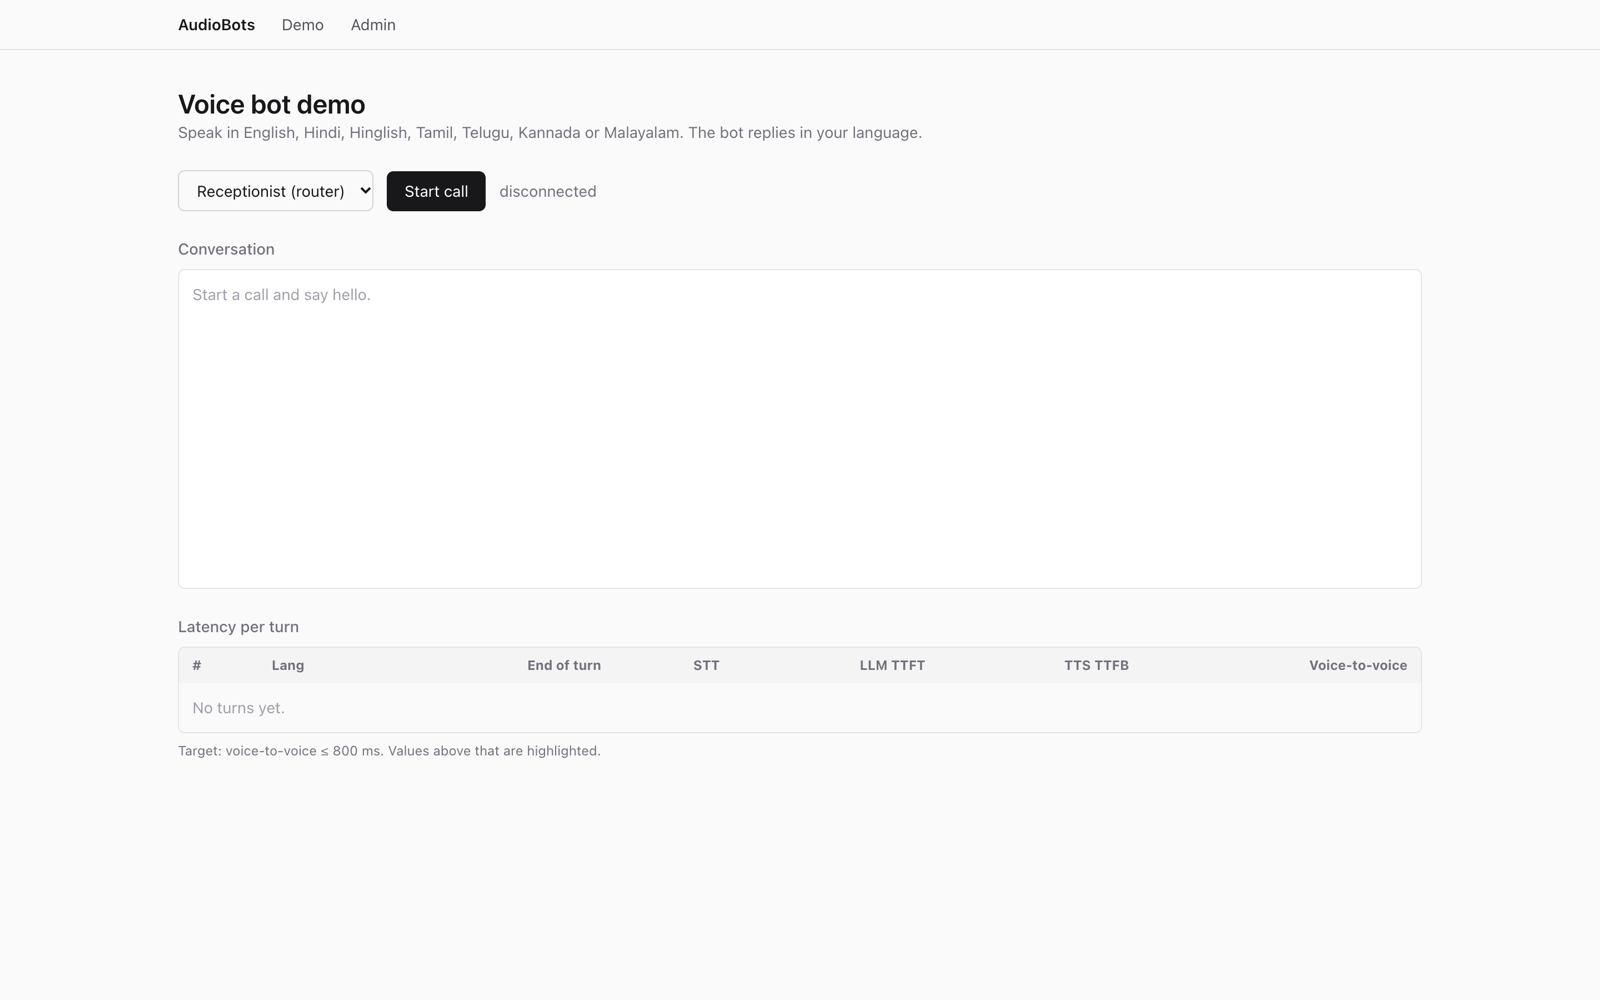 AudioBots Demo Admin
Voice bot demo
Speak in English, Hindi, Hinglish, Tamil, Telugu, Kannada or Malayalam. The bot replies in your language.
Receptionist (router) Start call disconnected
Conversation
Start a call and say hello.
Latency per turn
# Lang End of turn STT LLM TTFT TTS TTFB Voice-to-voice
No turns yet.
Target: voice-to-voice ≤ 800 ms. Values above that are highlighted.